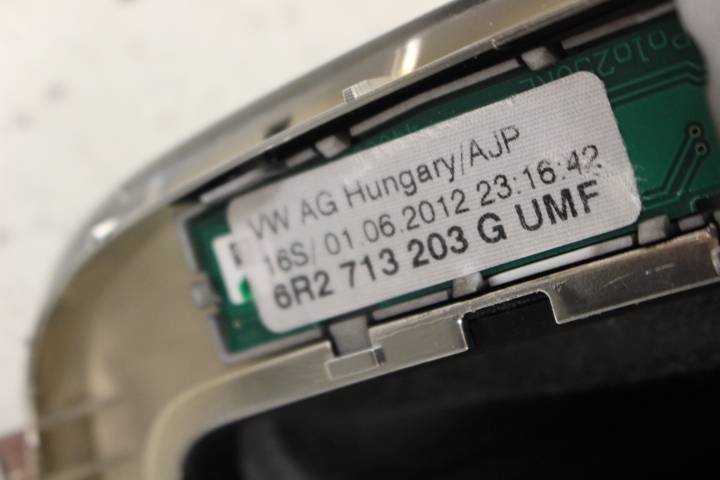 VW AG Hungary/AJP
16S/ 01.06.2012 23:16:42
6R2 713 203 G UMF